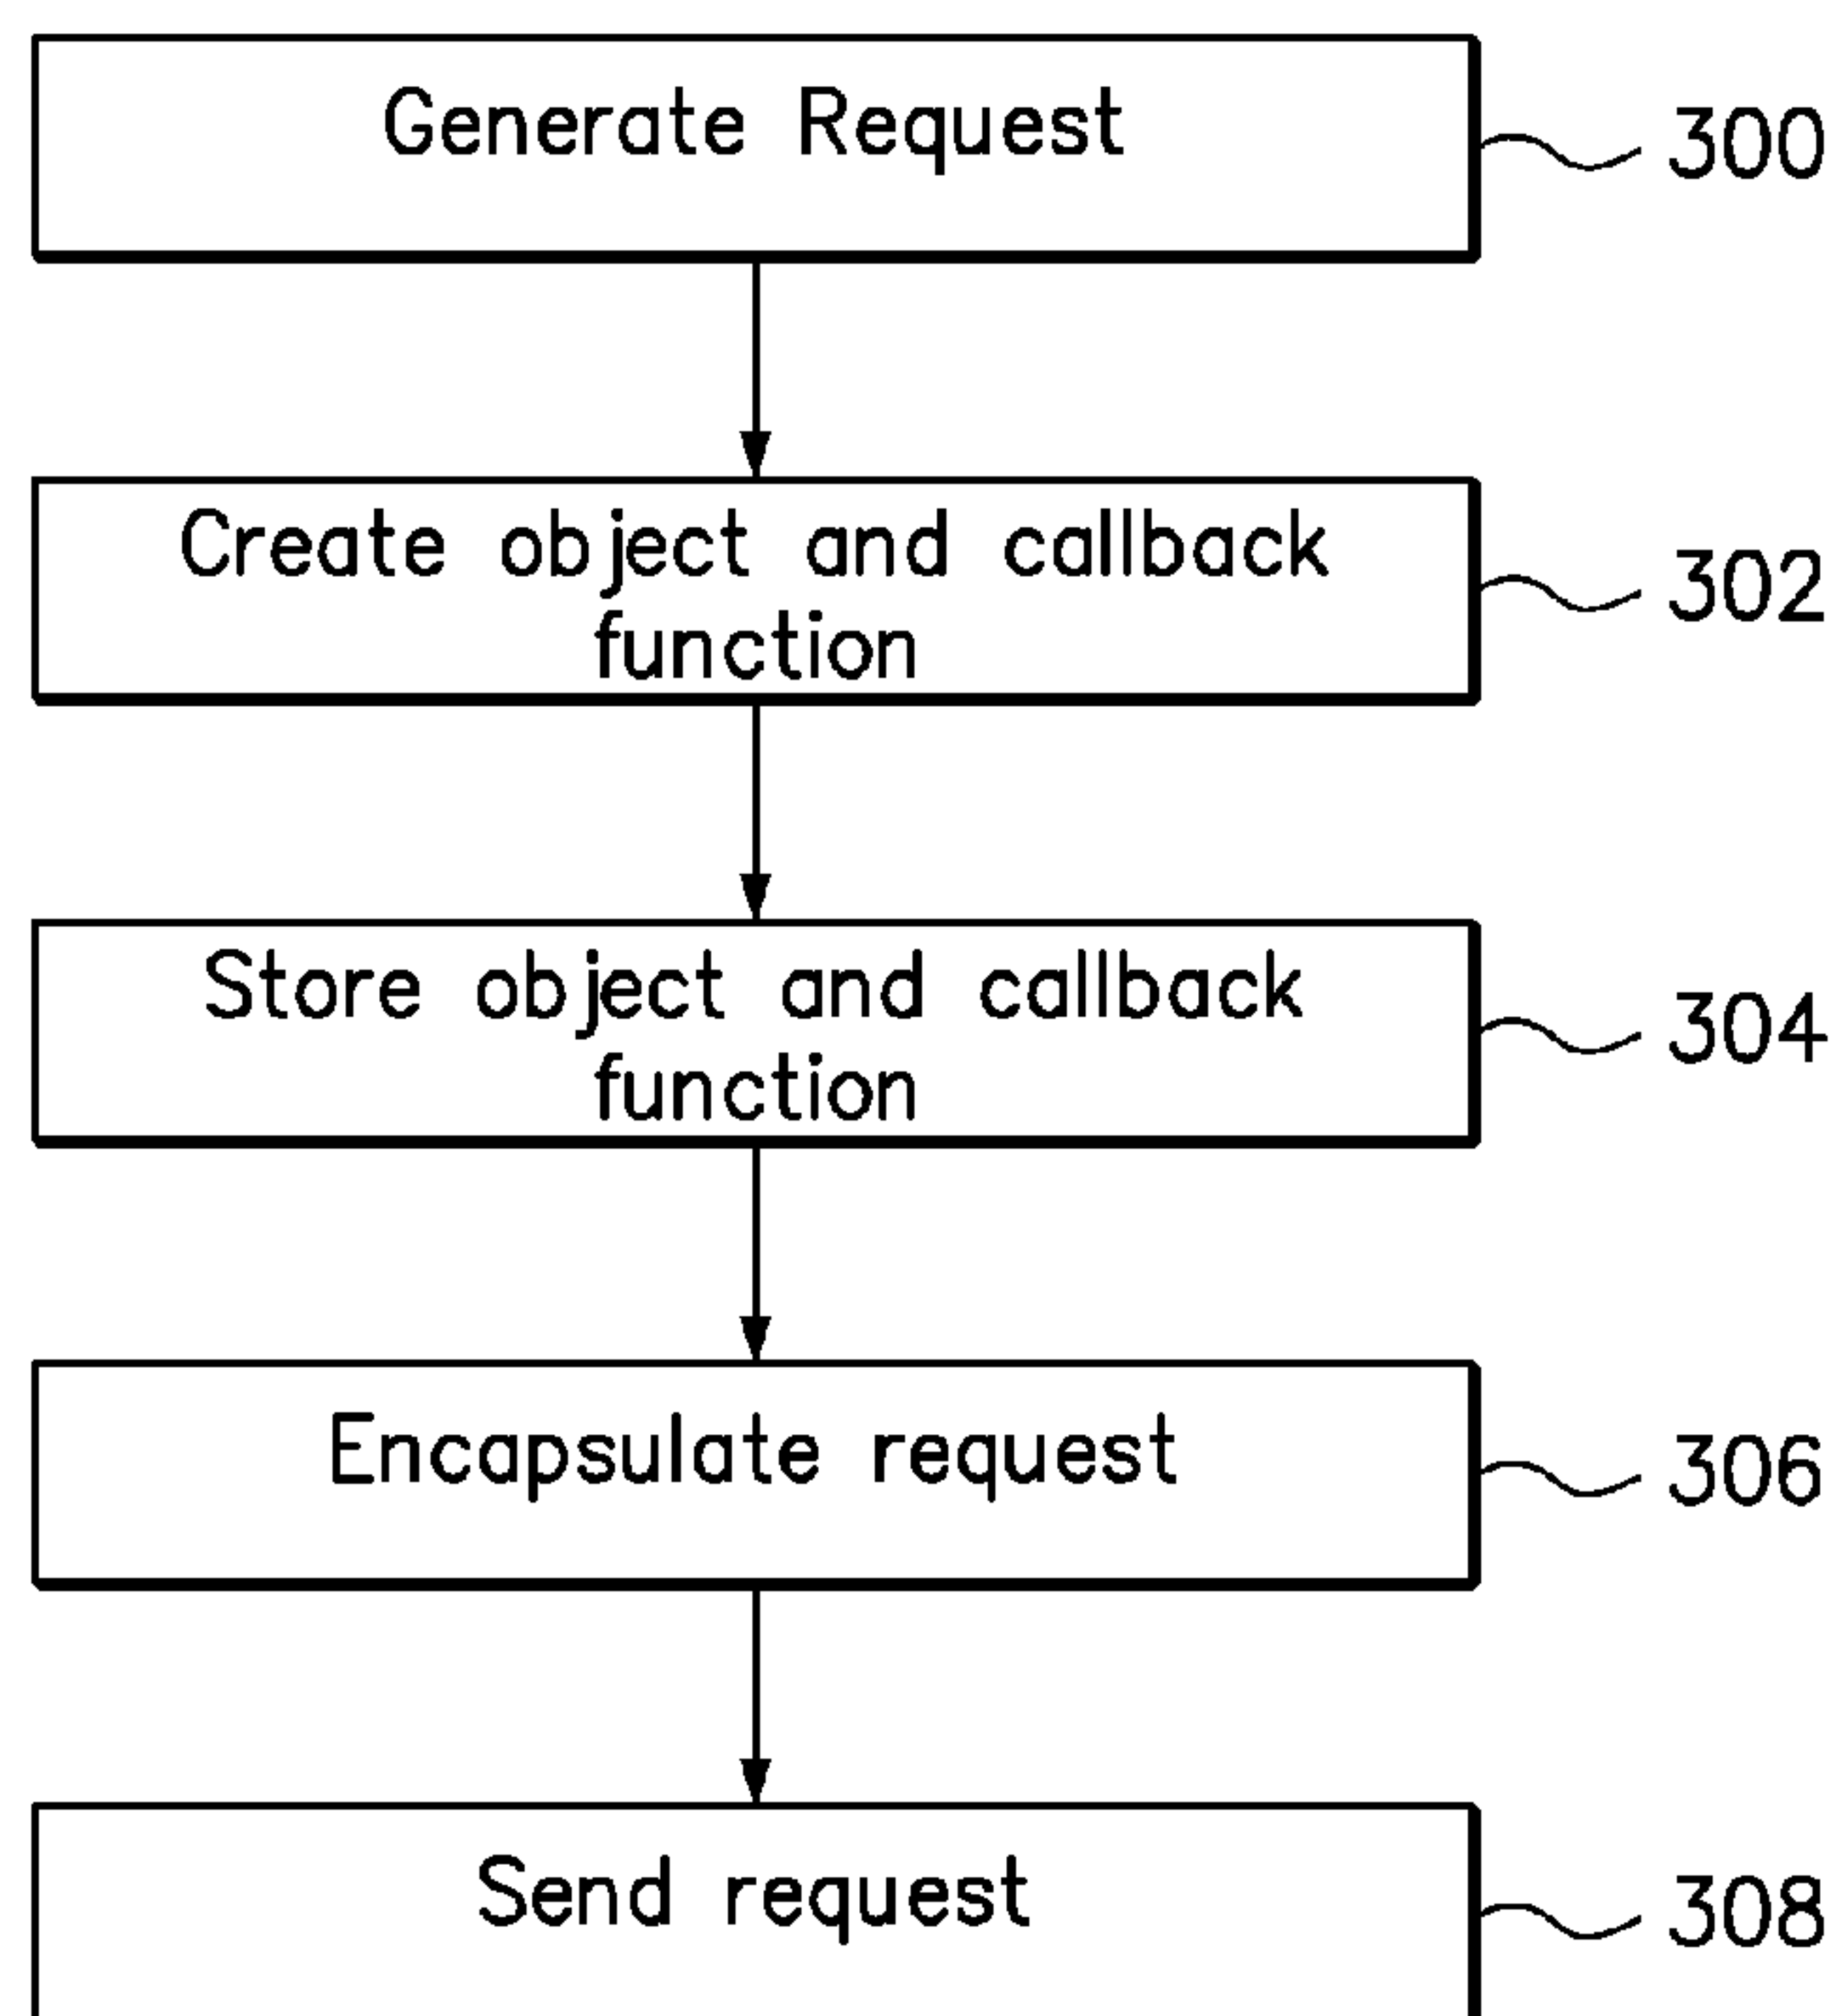 Generate Request
300
Create object and callback
function
302
Store object and callback
function
304
Encapsulate request
306
Send request
308